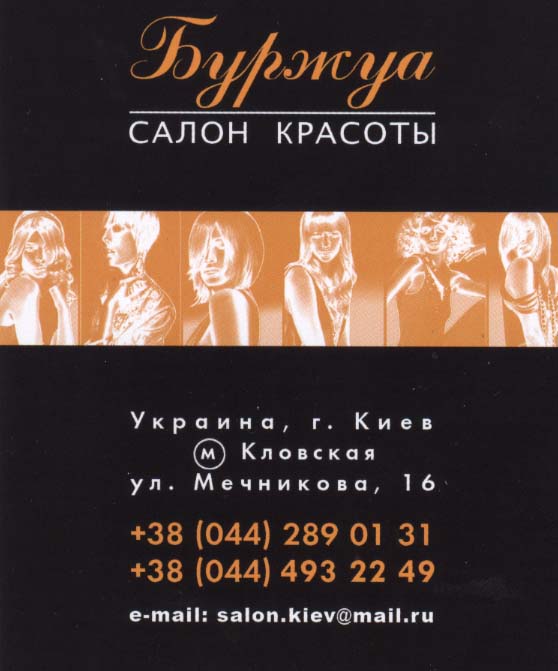 Буржуа
САЛОН КРАСОТЫ
Украина, г. Киев
м Кловская
ул. Мечникова, 16
+38 (044) 289 01 31
+38 (044) 493 22 49
e-mail: salon.kiev@mail.ru